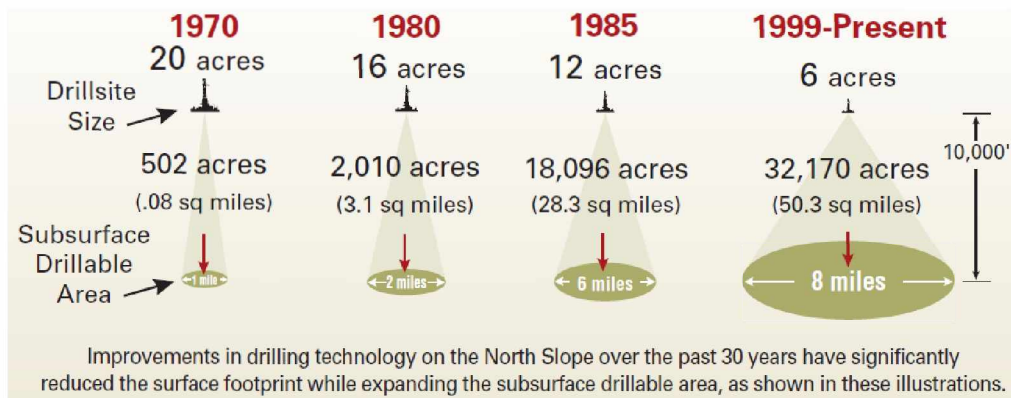 1970 1980 1985 1999-Present
20 acres 16 acres 12 acres 6 acres
Drillsite
Size
10,000'
502 acres 2,010 acres 18,096 acres 32,170 acres
(.08 sq miles) (3.1 sq miles) (28.3 sq miles) (50.3 sq miles)
Subsurface
Drillable
Area
1 mile 2 miles 6 miles 8 miles
Improvements in drilling technology on the North Slope over the past 30 years have significantly
reduced the surface footprint while expanding the subsurface drillable area, as shown in these illustrations.